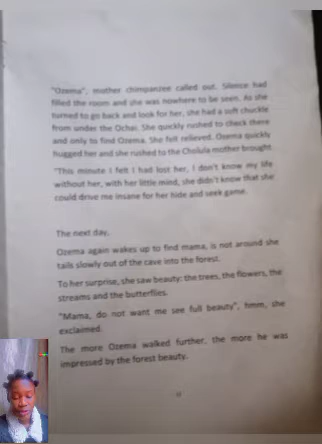 "Ozema", mother chimpanzee called out. Silence had
filled the room and she was nowhere to be seen. As she
turned to go back and look for her, she had a soft chuckle
from under the Ochai. She quickly rushed to check there
and only to find Ozema. She felt relieved. Ozema quickly
hugged her and she rushed to the Cholula mother brought
"This minute I felt I had lost her, I don't know my life
without her, with her little mind, she didn't know that she
could drive me insane for her hide and seek game.
The next day.
Ozema again wakes up to find mama, is not around she
tails slowly out of the cave into the forest.
To her surprise, she saw beauty: the trees, the flowers, the
streams and the butterflies.
"Mama, do not want me see full beauty", hmm, she
exclaimed.
The more Ozema walked further, the more he was
impressed by the forest beauty.